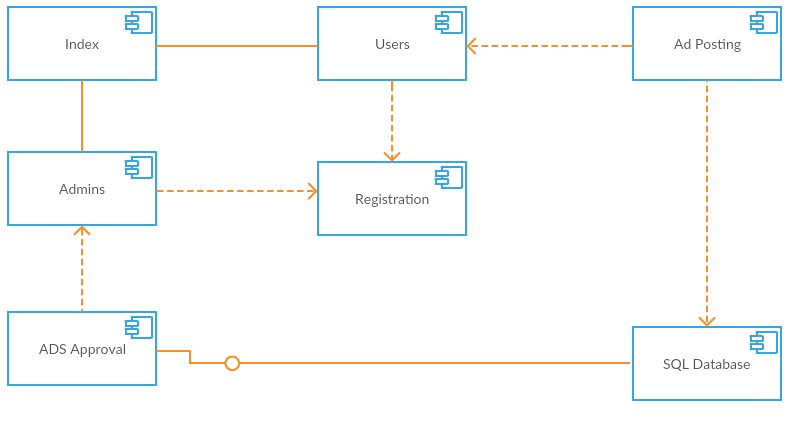 Index
Users
Ad Posting
Admins
Registration
ADS Approval
SQL Database